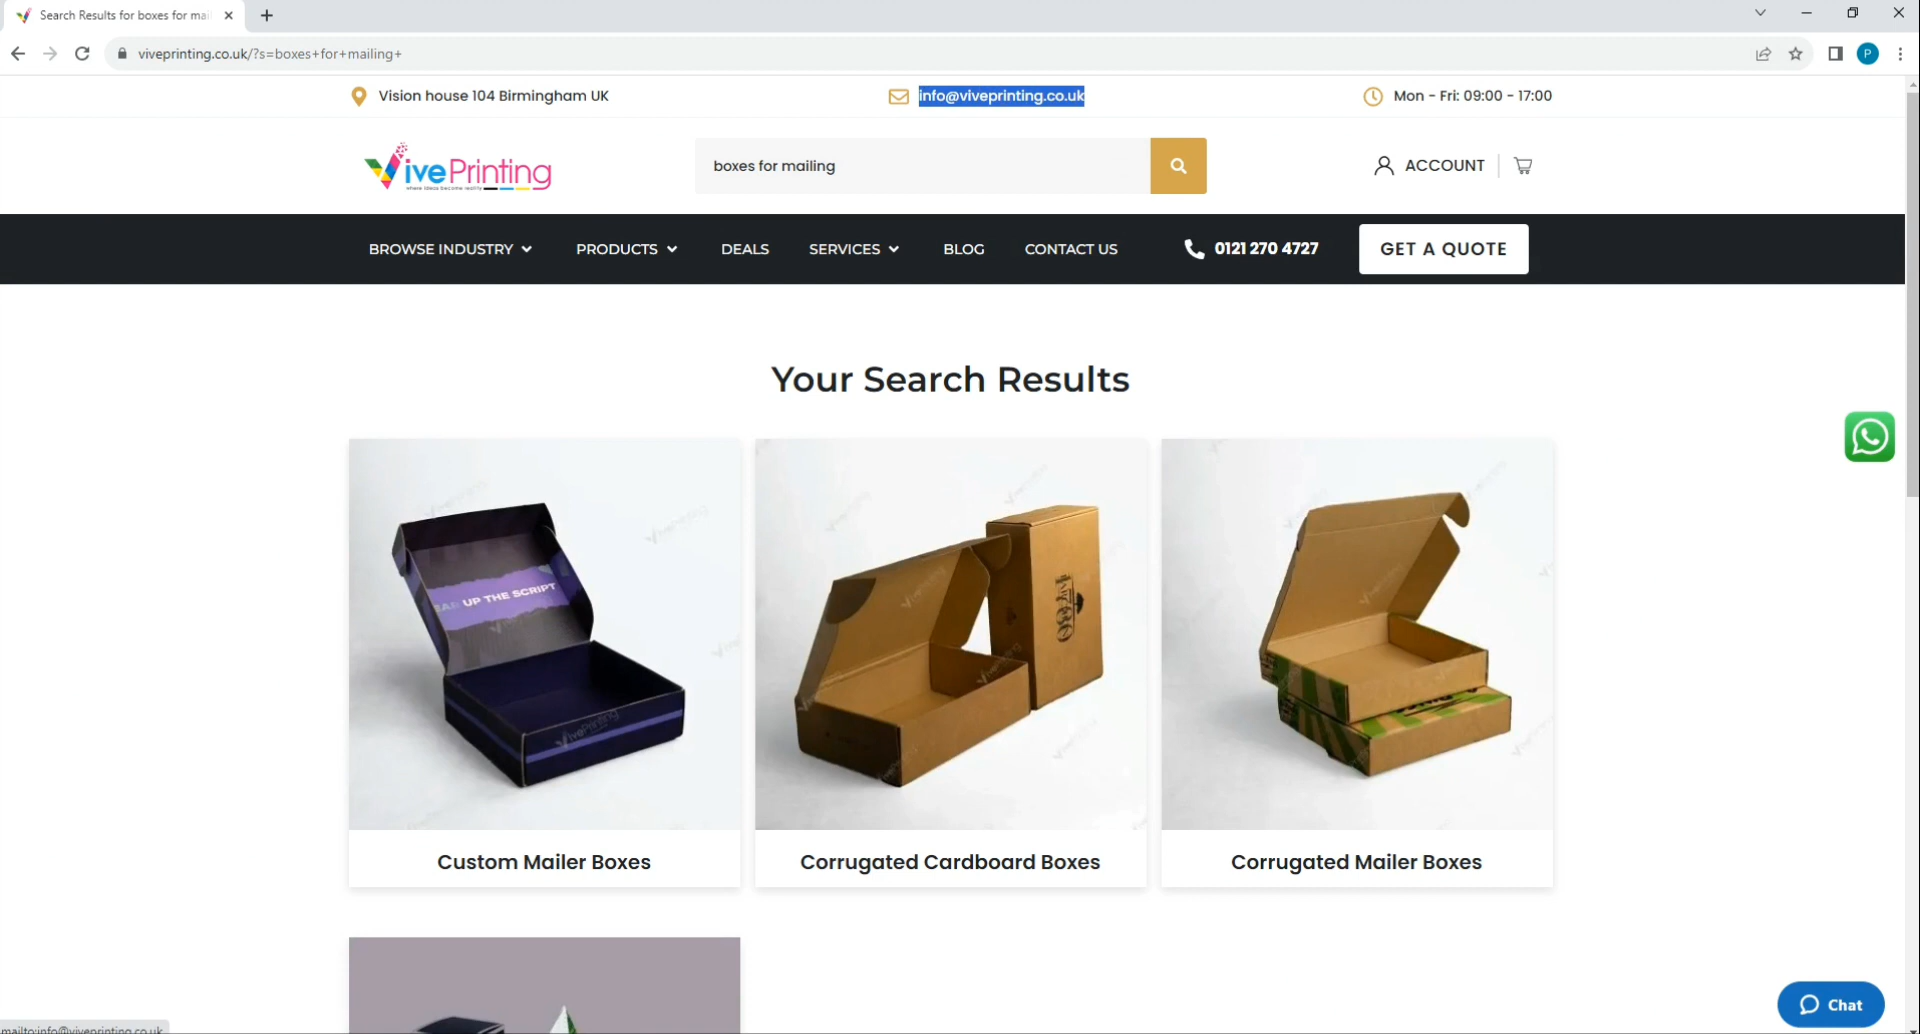 Search Results for boxes for mai
viveprinting.co.uk/?s=boxes+for+mailing+
P
Vision house 104 Birmingham UK
info@viveprinting.co.uk
Mon - Fri: 09:00 - 17:00
VivePrinting
where ideas become reality
boxes for mailing
ACCOUNT
BROWSE INDUSTRY
PRODUCTS
DEALS
SERVICES
BLOG
CONTACT US
0121 270 4727
GET A QUOTE
Your Search Results
UP THE SCRIPT
VivePrinting
Custom Mailer Boxes
Corrugated Cardboard Boxes
Corrugated Mailer Boxes
Chat
mailto:info@viveprinting.co.uk